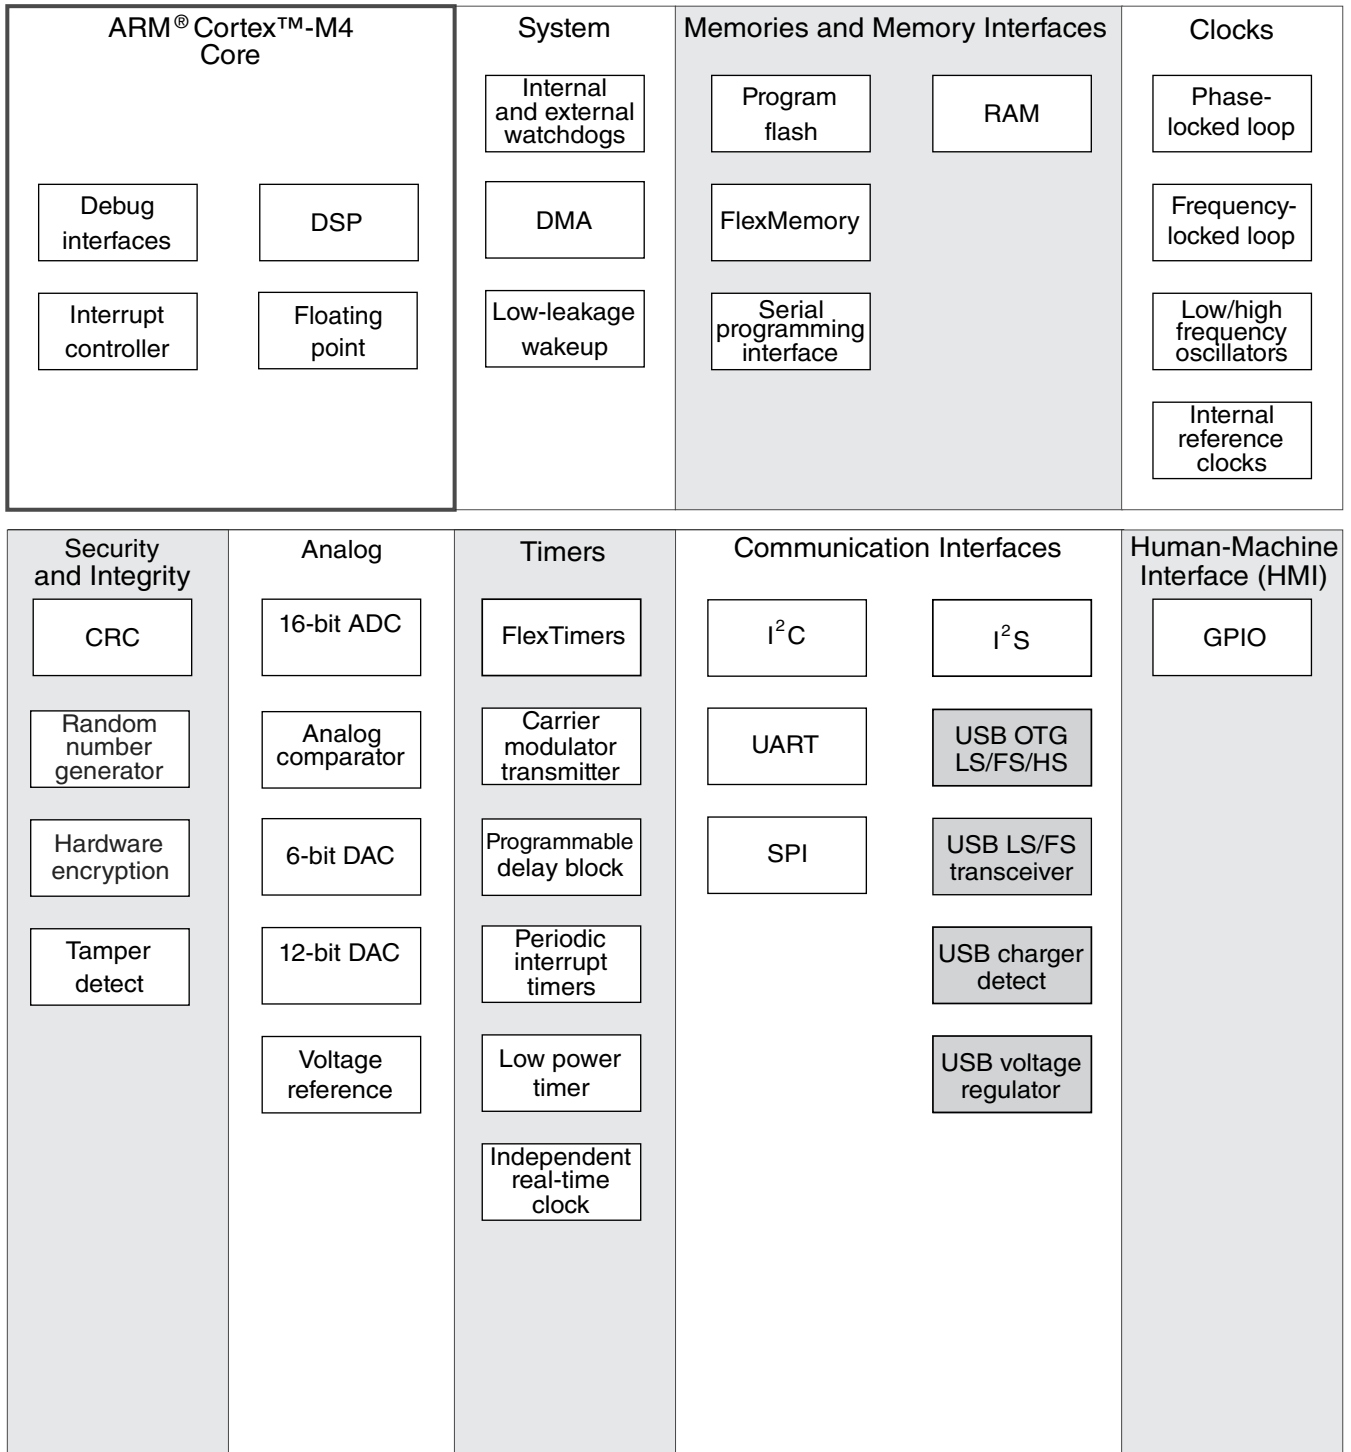 ARM® Cortex™-M4
Core
Debug
interfaces
DSP
Interrupt
controller
Floating
point
System
Internal
and external
watchdogs
DMA
Low-leakage
wakeup
Memories and Memory Interfaces
Program
flash
RAM
FlexMemory
Serial
programming
interface
Clocks
Phase-
locked loop
Frequency-
locked loop
Low/high
frequency
oscillators
Internal
reference
clocks
Security
and Integrity
CRC
Random
number
generator
Hardware
encryption
Tamper
detect
Analog
16-bit ADC
Analog
comparator
6-bit DAC
12-bit DAC
Voltage
reference
Timers
FlexTimers
Carrier
modulator
transmitter
Programmable
delay block
Periodic
interrupt
timers
Low power
timer
Independent
real-time
clock
Communication Interfaces
I²C
UART
SPI
I²S
USB OTG
LS/FS/HS
USB LS/FS
transceiver
USB charger
detect
USB voltage
regulator
Human-Machine
Interface (HMI)
GPIO